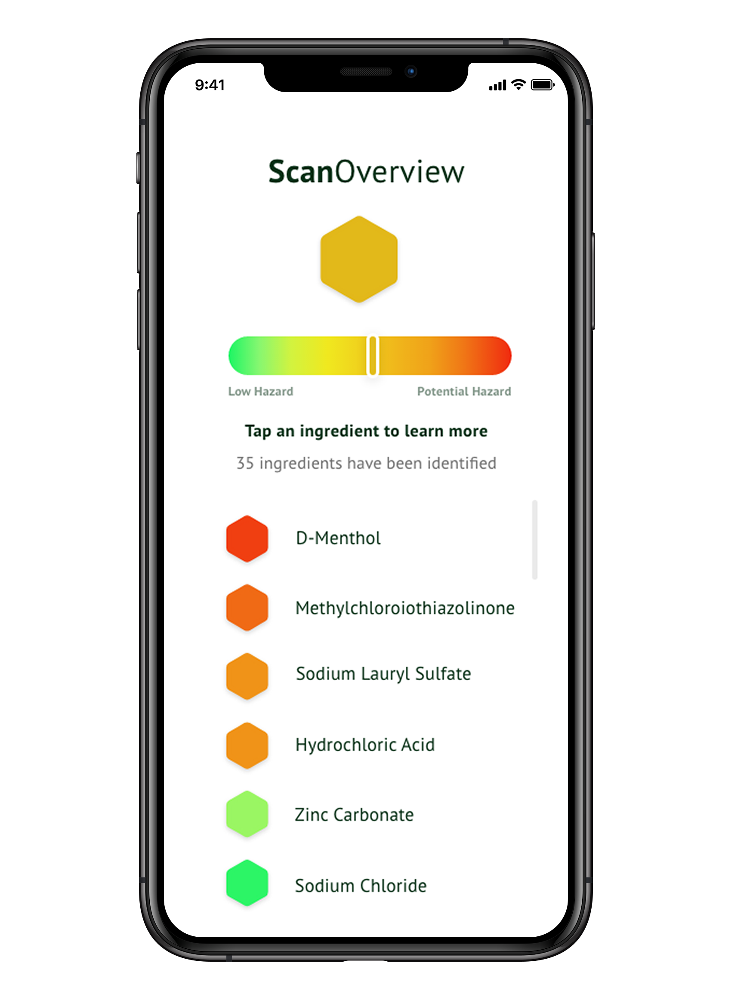 9:41
ScanOverview
Low Hazard
Potential Hazard
Tap an ingredient to learn more
35 ingredients have been identified
D-Menthol
Methylchloroiothiazolinone
Sodium Lauryl Sulfate
Hydrochloric Acid
Zinc Carbonate
Sodium Chloride